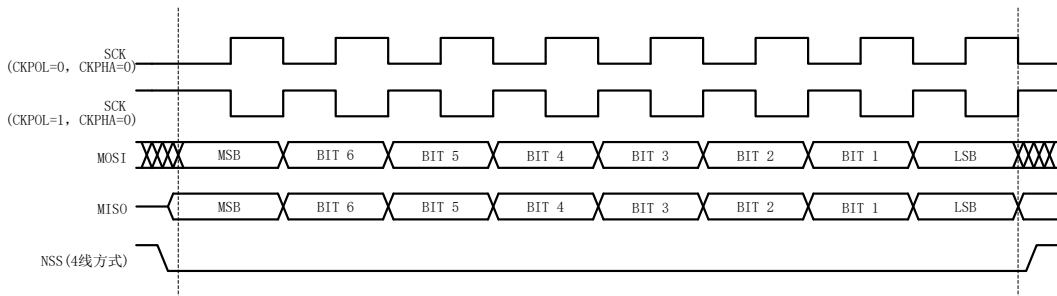 SCK
(CKPOL=0, CKPHA=0)
SCK
(CKPOL=1, CKPHA=0)
MOSI MSB BIT 6 BIT 5 BIT 4 BIT 3 BIT 2 BIT 1 LSB
MISO MSB BIT 6 BIT 5 BIT 4 BIT 3 BIT 2 BIT 1 LSB
NSS(4线方式)